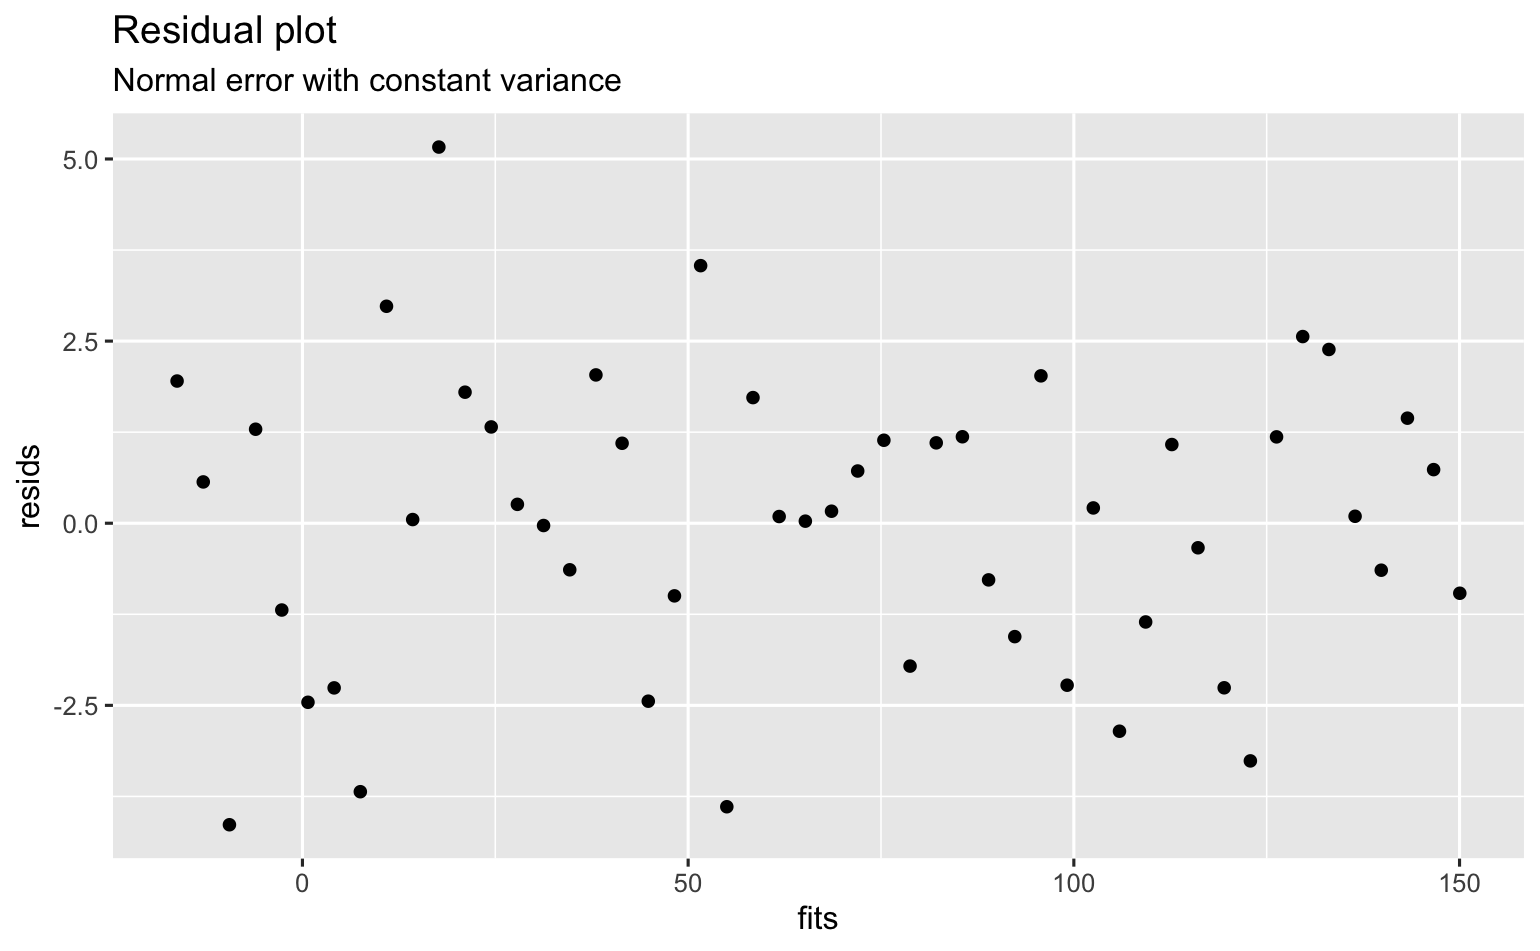 Residual plot
Normal error with constant variance
5.0
2.5
0.0
-2.5
resids
0 50 100 150
fits